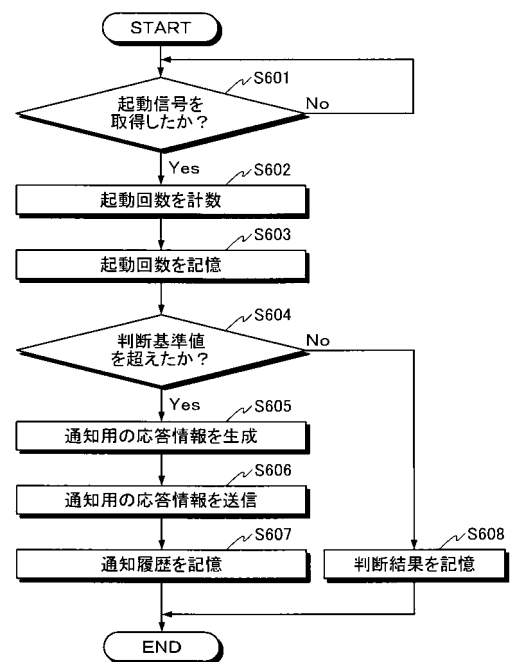 START
S601
起動信号を
取得したか？
No
Yes
S602
起動回数を計数
S603
起動回数を記憶
S604
判断基準値
を超えたか？
No
Yes
S605
通知用の応答情報を生成
S606
通知用の応答情報を送信
S607
通知履歴を記憶
S608
判断結果を記憶
END